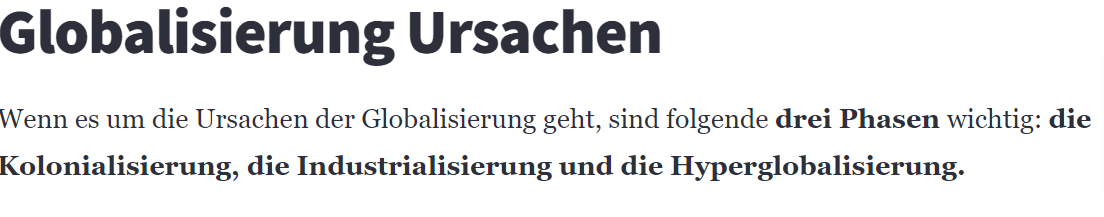 Globalisierung Ursachen
Wenn es um die Ursachen der Globalisierung geht, sind folgende drei Phasen wichtig: die
Kolonialisierung, die Industrialisierung und die Hyperglobalisierung.